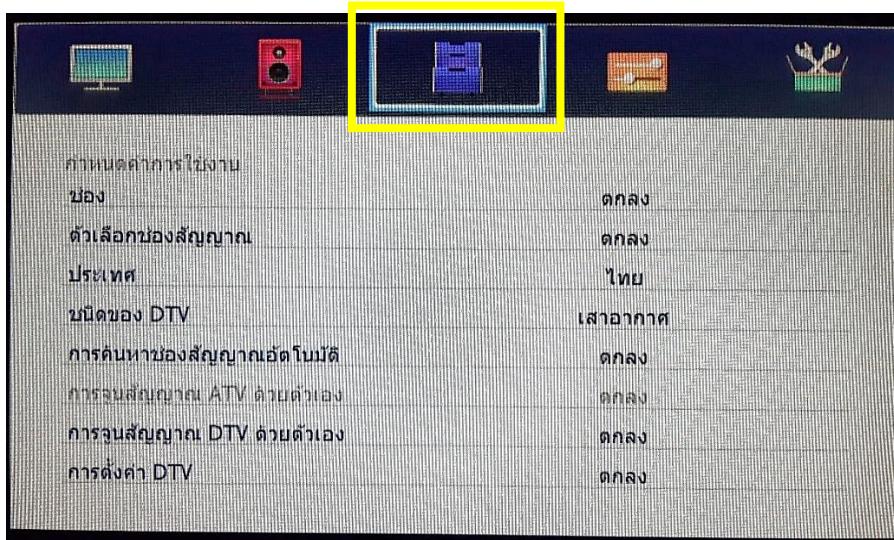 กำหนดค่าการใช้งาน
ช่อง ตกลง
ตัวเลือกช่องสัญญาณ ตกลง
ประเทศ ไทย
ชนิดของ DTV เสาอากาศ
การค้นหาช่องสัญญาณอัตโนมัติ ตกลง
การจูนสัญญาณ ATV ด้วยตัวเอง ตกลง
การจูนสัญญาณ DTV ด้วยตัวเอง ตกลง
การตั้งค่า DTV ตกลง